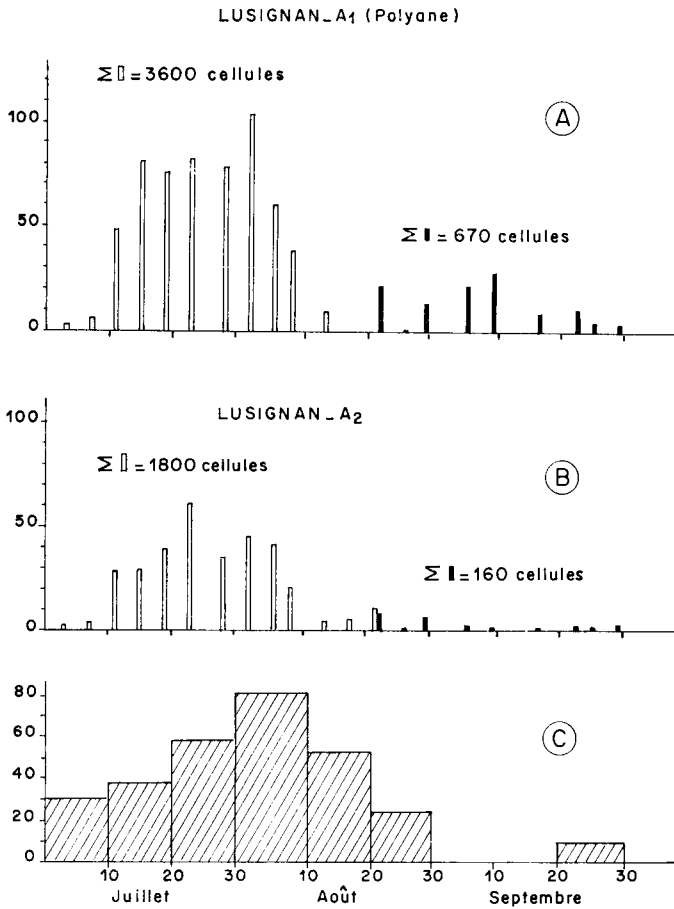 LUSIGNAN_A1 (Polyane)
Σ▯=3600 cellules
A
100
50
0
Σ▮=670 cellules
LUSIGNAN_A2
100
Σ▯=1800 cellules
B
50
Σ▮=160 cellules
0
C
80
60
40
20
0
10 20 30 10 20 30 10 20 30
Juillet Août Septembre